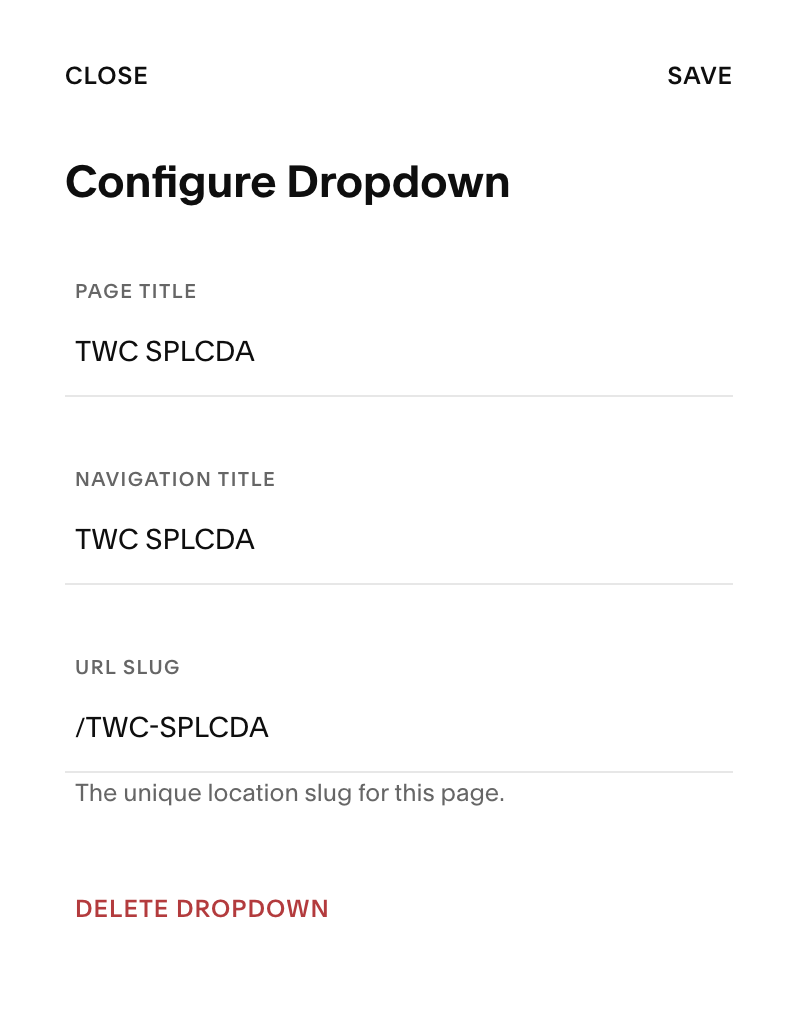 CLOSE
SAVE
Configure Dropdown
PAGE TITLE
TWC SPLCDA
NAVIGATION TITLE
TWC SPLCDA
URL SLUG
/TWC-SPLCDA
The unique location slug for this page.
DELETE DROPDOWN